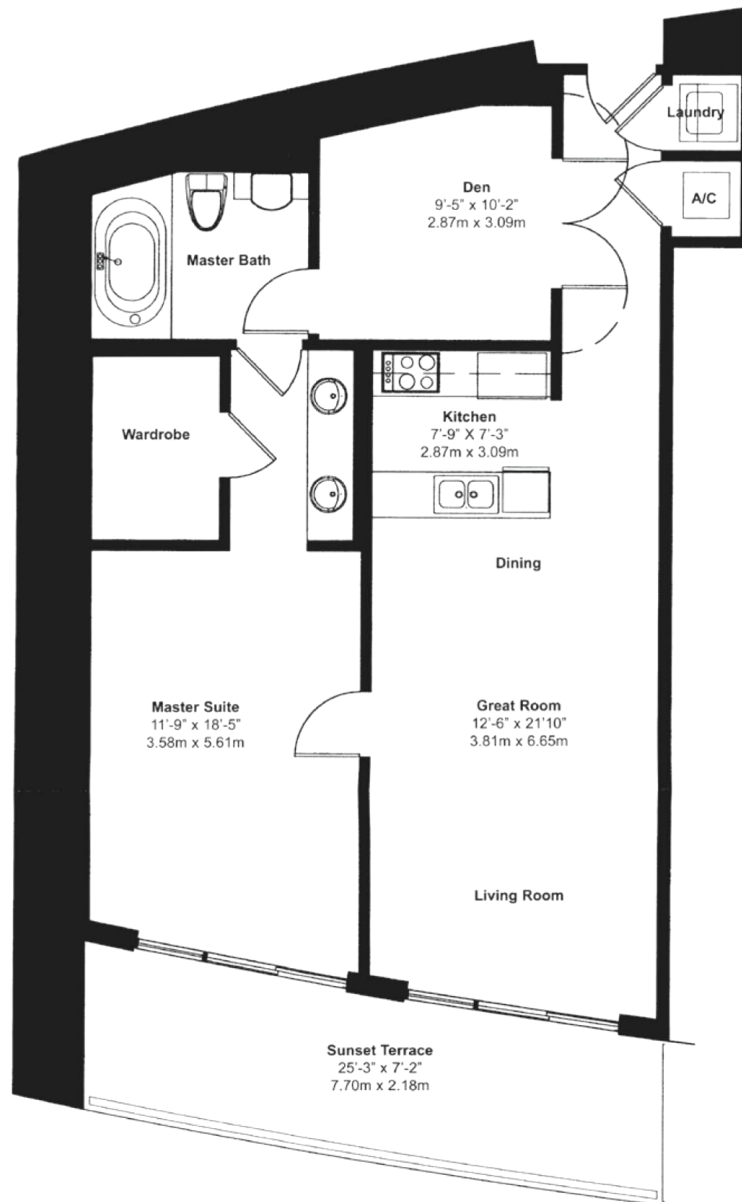 Laundry
A/C
Den
9'-5" x 10'-2"
2.87m x 3.09m
Master Bath
Wardrobe
Kitchen
7'-9" X 7'-3"
2.87m x 3.09m
Dining
Master Suite
11'-9" x 18'-5"
3.58m x 5.61m
Great Room
12'-6" x 21'10"
3.81m x 6.65m
Living Room
Sunset Terrace
25'-3" x 7'-2"
7.70m x 2.18m